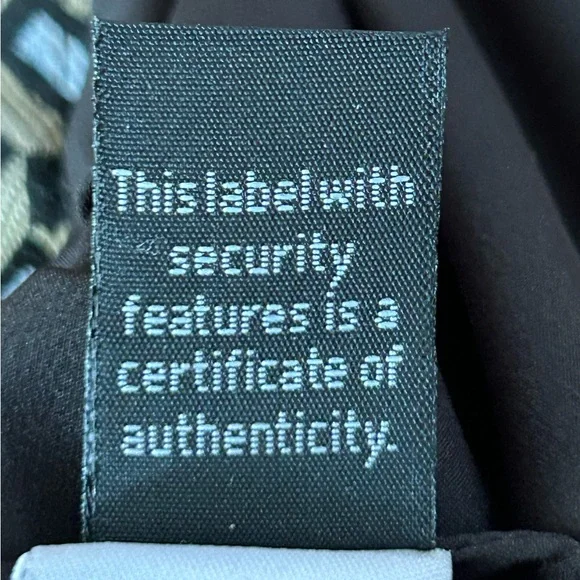 This label with
security
features is a
certificate of
authenticity.